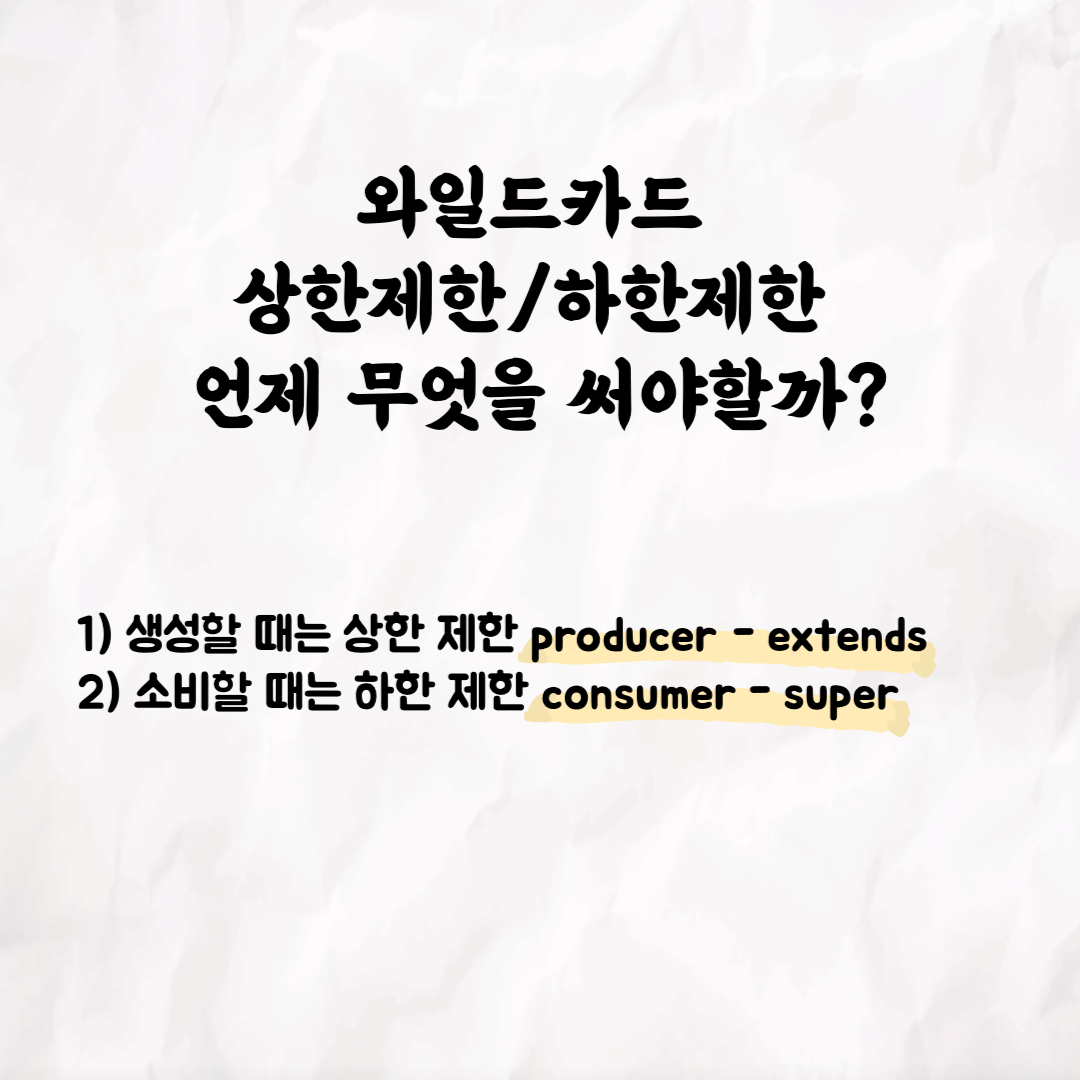 와일드카드
상한제한/하한제한
언제 무엇을 써야할까?
1) 생성할 때는 상한 제한 producer - extends
2) 소비할 때는 하한 제한 consumer - super